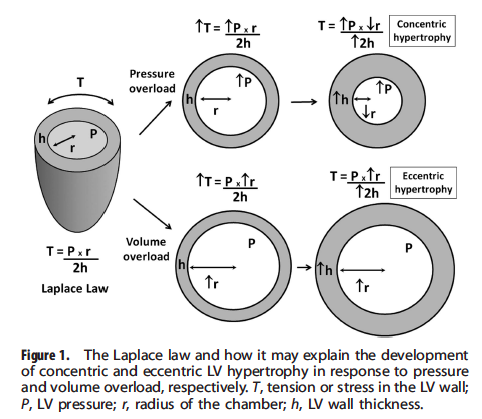 ↑T = ↑P x r
2h
T = ↑P x ↓r
↑2h
Concentric
hypertrophy
Pressure
overload
T
h
P
r
h
↑P
r
↑h
↑P
↓r
↑T = P x ↑r
2h
T = P x ↑r
↑2h
Eccentric
hypertrophy
T = P x r
2h
Laplace Law
Volume
overload
h
P
↑r
↑h
P
↑r
Figure 1. The Laplace law and how it may explain the development
of concentric and eccentric LV hypertrophy in response to pressure
and volume overload, respectively. T, tension or stress in the LV wall;
P, LV pressure; r, radius of the chamber; h, LV wall thickness.